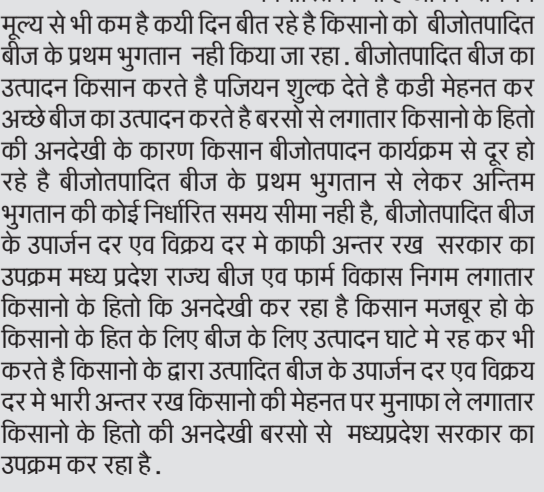 मूल्य से भी कम है कयी दिन बीत रहे है किसानो को बीजोतपादित
बीज के प्रथम भुगतान नही किया जा रहा . बीजोतपादित बीज का
उत्पादन किसान करते है पजियन शुल्क देते है कडी मेहनत कर
अच्छे बीज का उत्पादन करते है बरसो से लगातार किसानो के हितो
की अनदेखी के कारण किसान बीजोतपादन कार्यक्रम से दूर हो
रहे है बीजोतपादित बीज के प्रथम भुगतान से लेकर अन्तिम
भुगतान की कोई निर्धारित समय सीमा नही है, बीजोतपादित बीज
के उपार्जन दर एव विक्रय दर मे काफी अन्तर रख सरकार का
उपक्रम मध्य प्रदेश राज्य बीज एव फार्म विकास निगम लगातार
किसानो के हितो कि अनदेखी कर रहा है किसान मजबूर हो के
किसानो के हित के लिए बीज के लिए उत्पादन घाटे मे रह कर भी
करते है किसानो के द्वारा उत्पादित बीज के उपार्जन दर एव विक्रय
दर मे भारी अन्तर रख किसानो की मेहनत पर मुनाफा ले लगातार
किसानो के हितो की अनदेखी बरसो से मध्यप्रदेश सरकार का
उपक्रम कर रहा है .